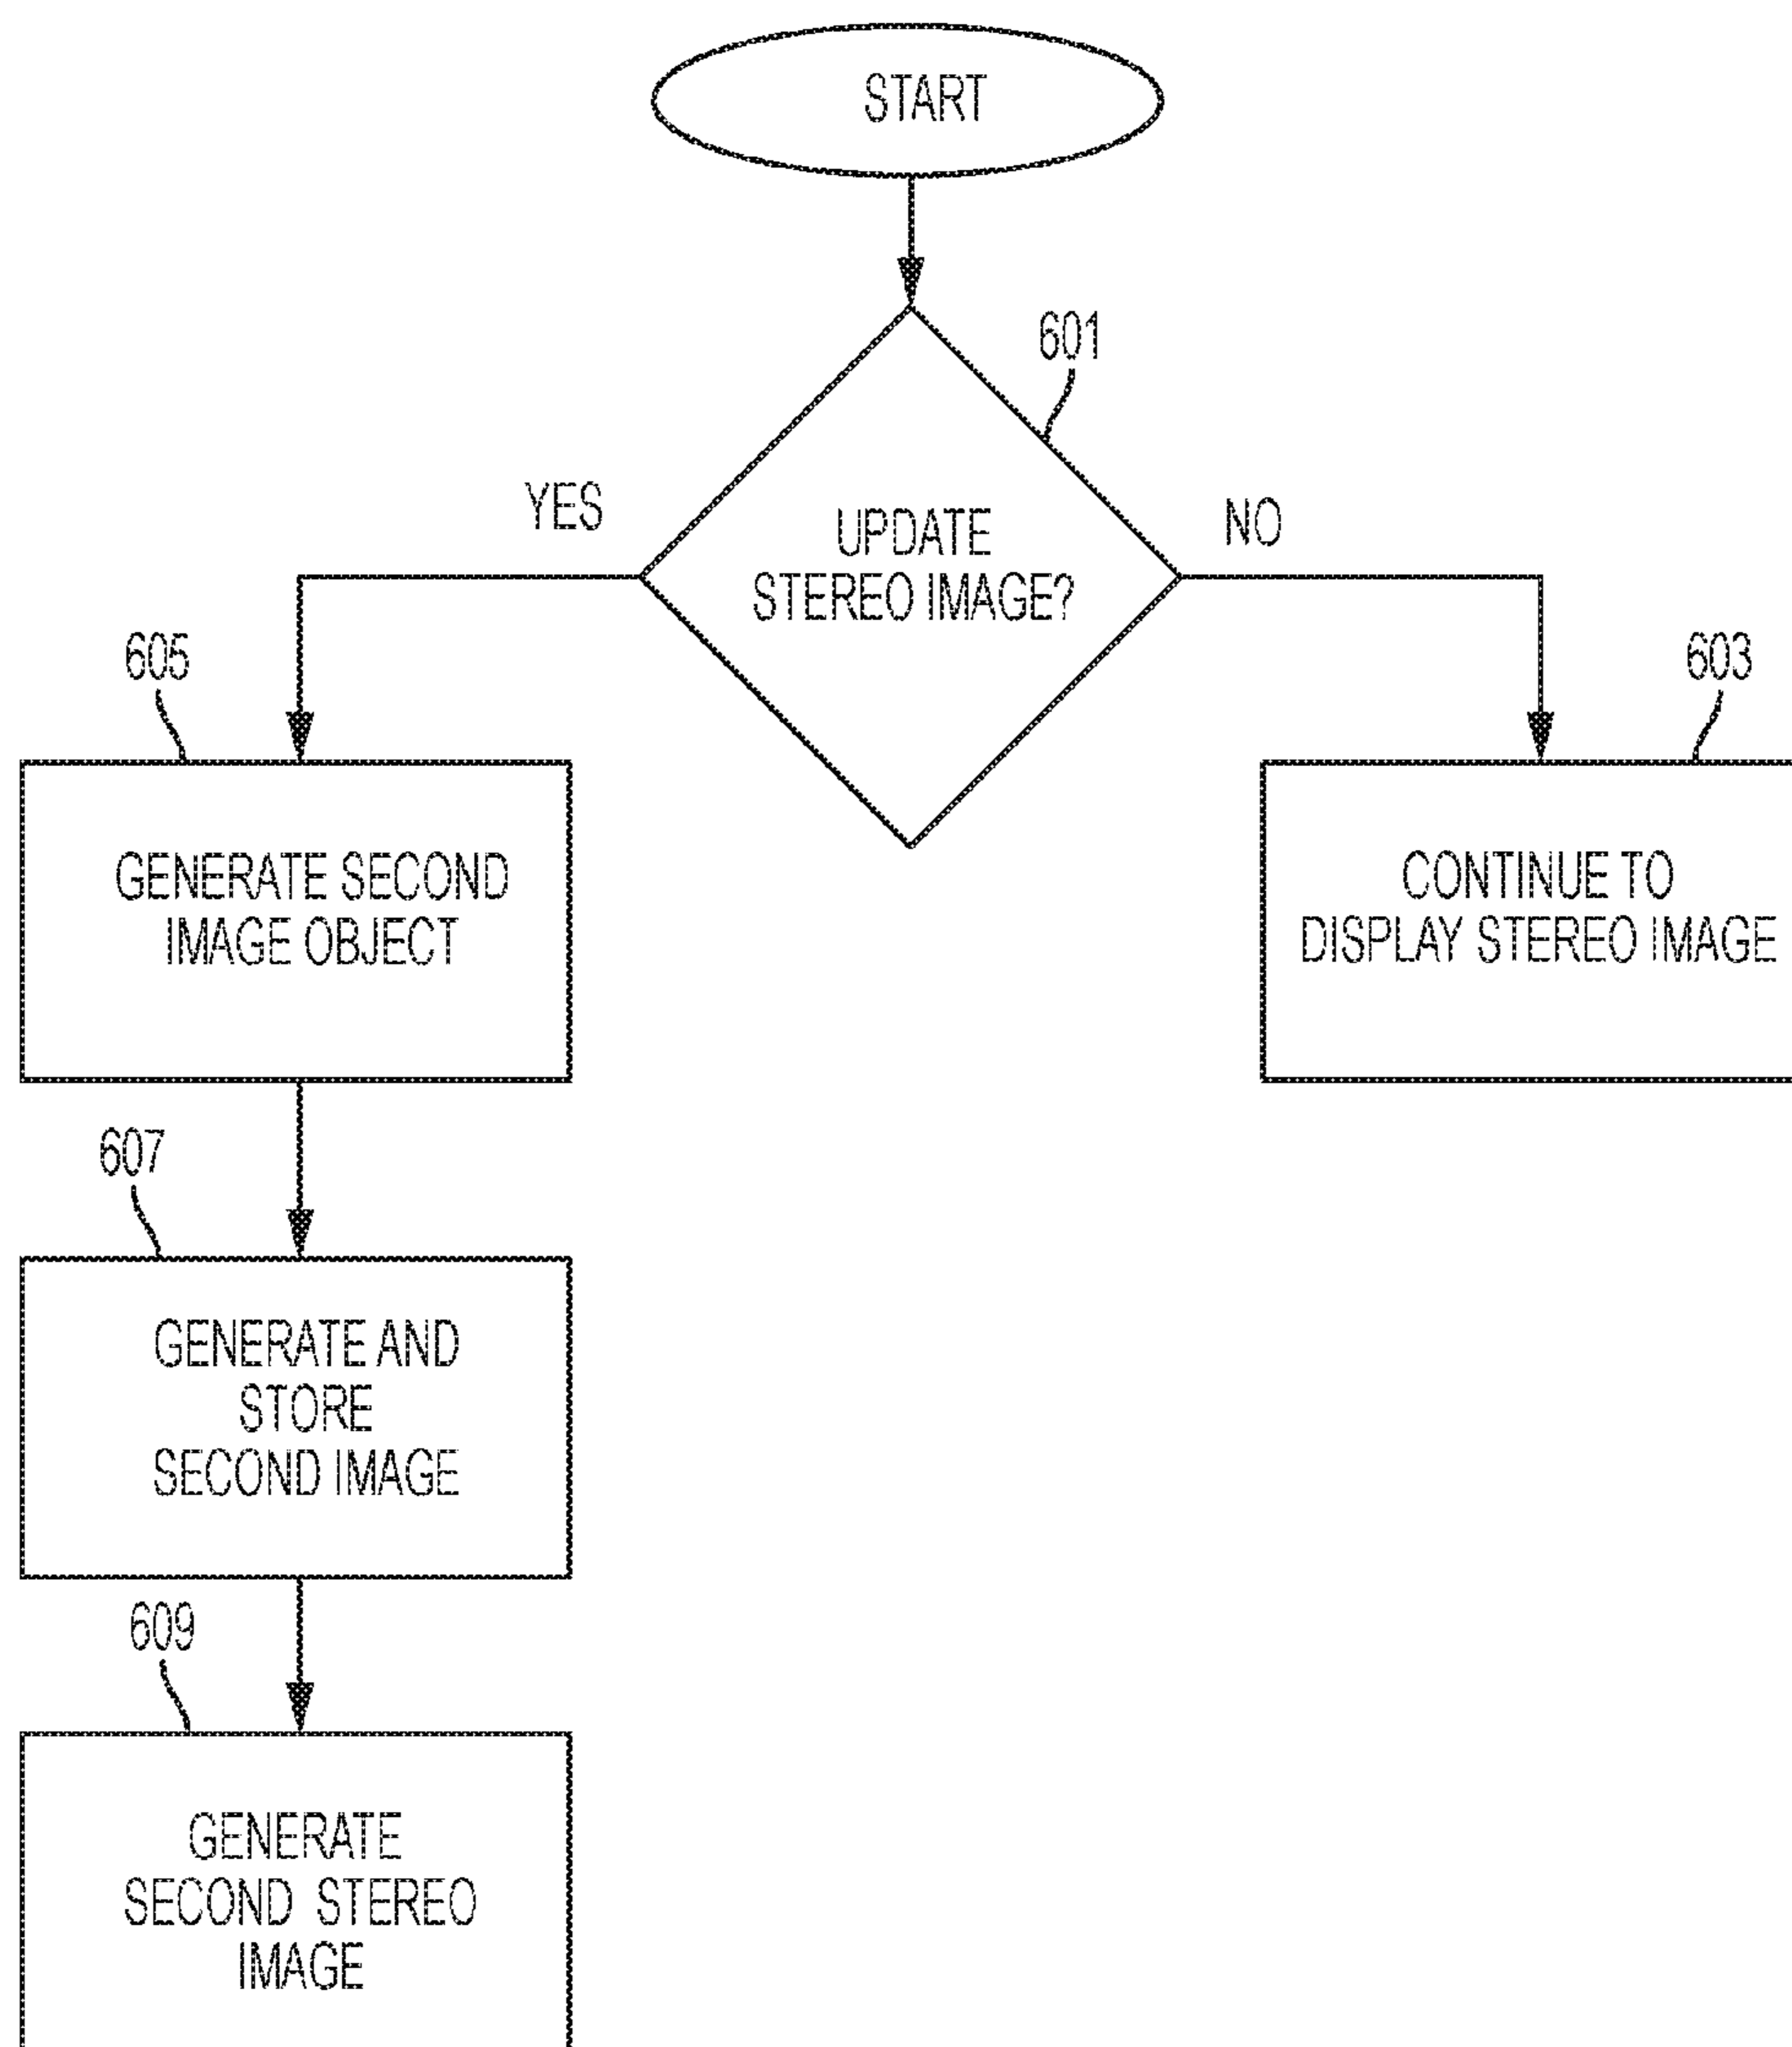 START
601
YES
UPDATE
STEREO IMAGE?
NO
605
603
GENERATE SECOND
IMAGE OBJECT
CONTINUE TO
DISPLAY STEREO IMAGE
607
GENERATE AND
STORE
SECOND IMAGE
609
GENERATE
SECOND STEREO
IMAGE